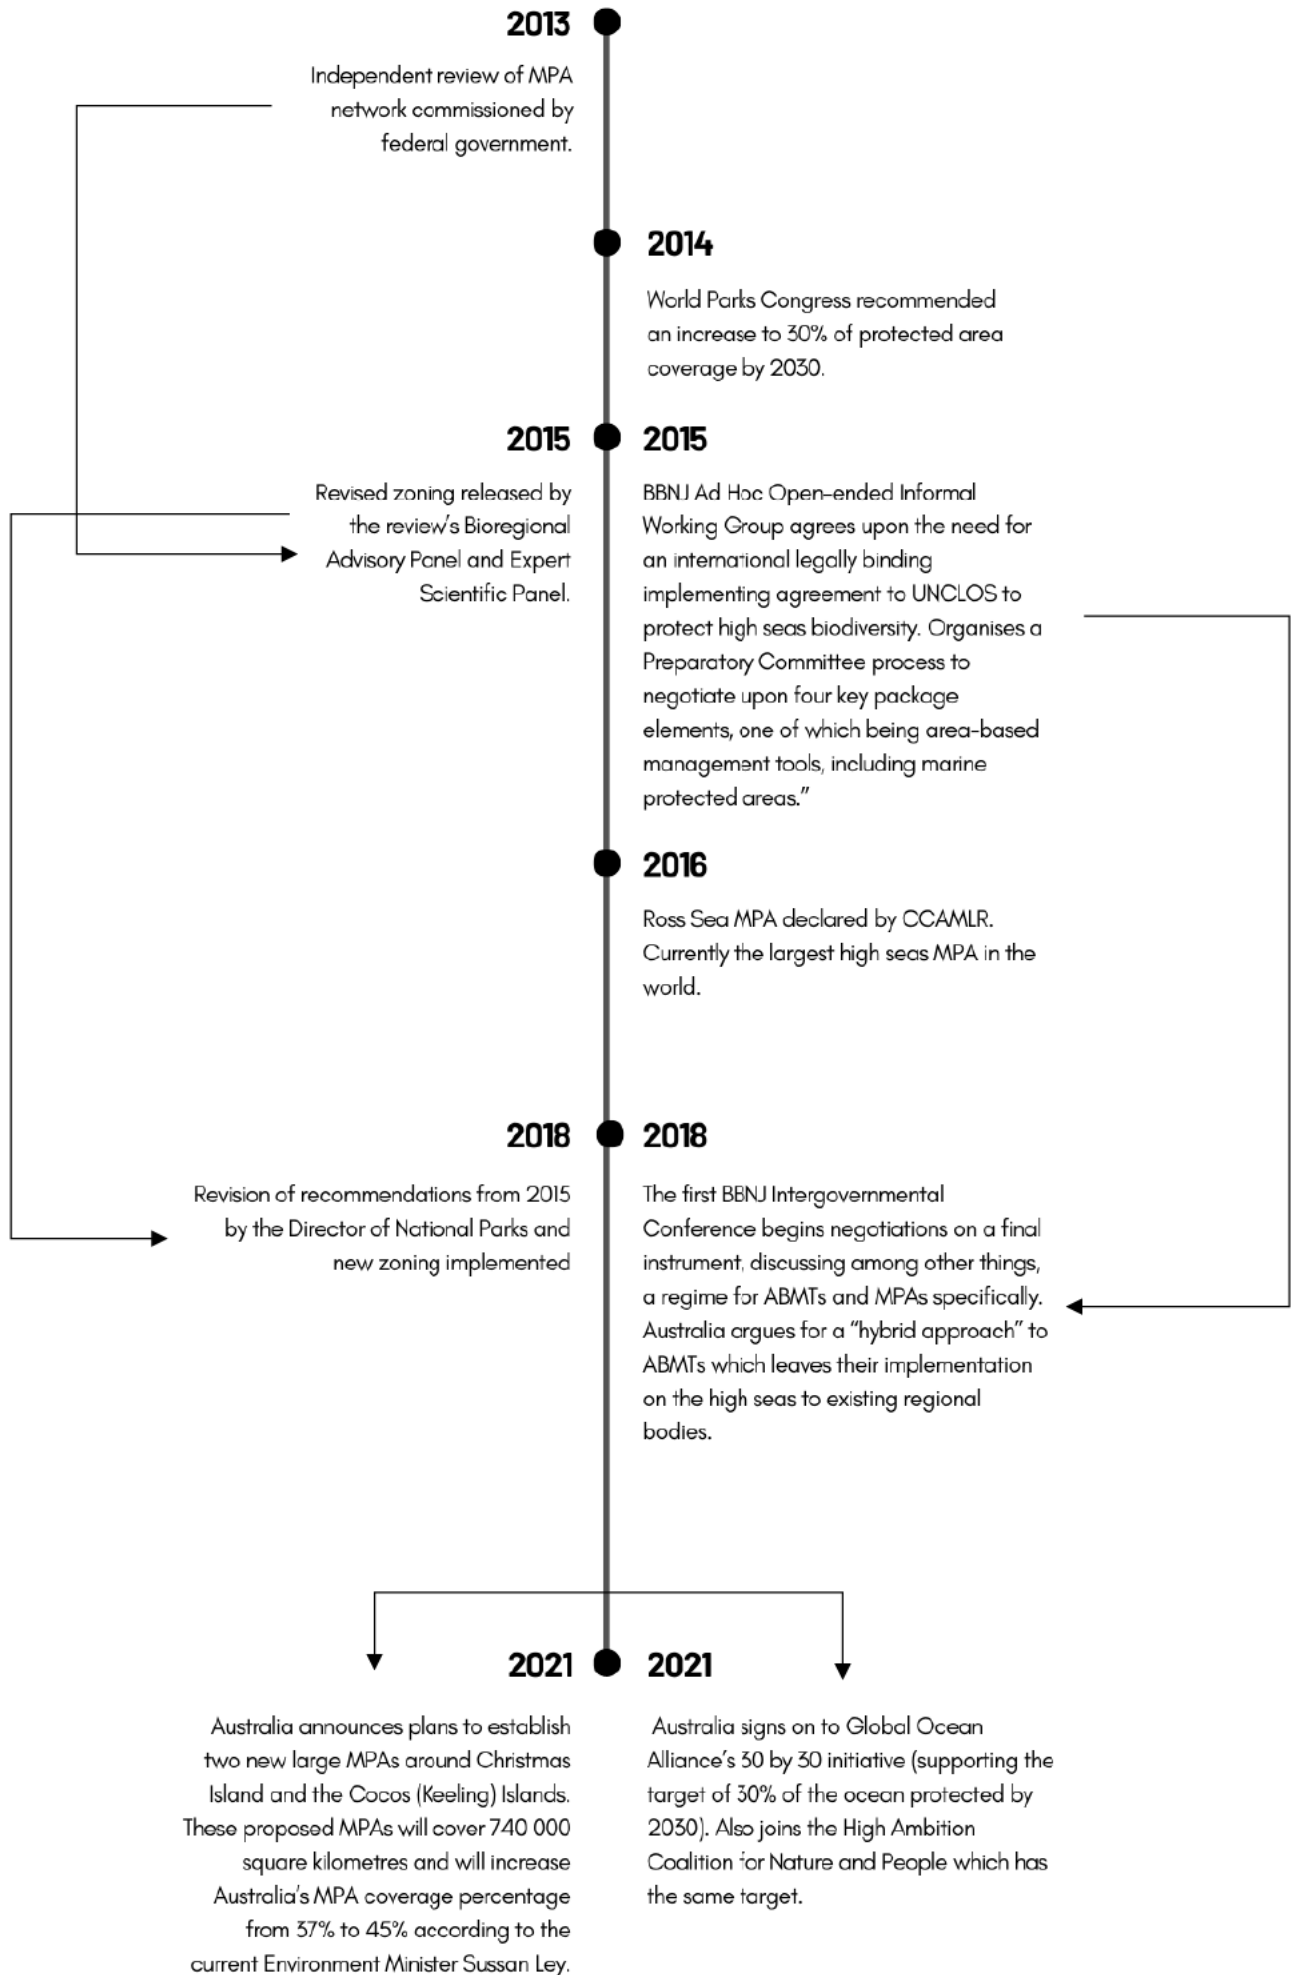 2013
Independent review of MPA
network commissioned by
federal government.
2014
World Parks Congress recommended
an increase to 30% of protected area
coverage by 2030.
2015
Revised zoning released by
the review's Bioregional
Advisory Panel and Expert
Scientific Panel.
2015
BBNJ Ad Hoc Open-ended Informal
Working Group agrees upon the need for
an international legally binding
implementing agreement to UNCLOS to
protect high seas biodiversity. Organises a
Preparatory Committee process to
negotiate upon four key package
elements, one of which being area-based
management tools, including marine
protected areas."
2016
Ross Sea MPA declared by CCAMLR.
Currently the largest high seas MPA in the
world.
2018
Revision of recommendations from 2015
by the Director of National Parks and
new zoning implemented
2018
The first BBNJ Intergovernmental
Conference begins negotiations on a final
instrument, discussing among other things,
a regime for ABMTs and MPAs specifically.
Australia argues for a "hybrid approach" to
ABMTs which leaves their implementation
on the high seas to existing regional
bodies.
2021
Australia announces plans to establish
two new large MPAs around Christmas
Island and the Cocos (Keeling) Islands.
These proposed MPAs will cover 740 000
square kilometres and will increase
Australia's MPA coverage percentage
from 37% to 45% according to the
current Environment Minister Sussan Ley.
2021
Australia signs on to Global Ocean
Alliance's 30 by 30 initiative (supporting the
target of 30% of the ocean protected by
2030). Also joins the High Ambition
Coalition for Nature and People which has
the same target.